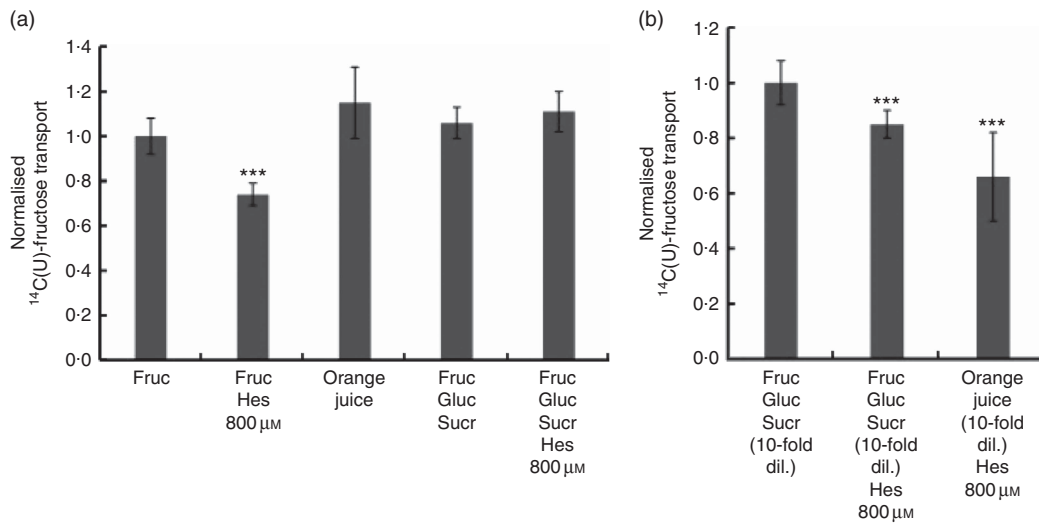 (a)
Normalised
¹⁴C(U)-fructose transport
1·4
1·2
1·0
0·8
0·6
0·4
0·2
0·0
***
Fruc
Fruc
Hes
800 μM
Orange
juice
Fruc
Gluc
Sucr
Fruc
Gluc
Sucr
Hes
800 μM
(b)
Normalised
¹⁴C(U)-fructose transport
1·2
1·0
0·8
0·6
0·4
0·2
0·0
***
***
Fruc
Gluc
Sucr
(10-fold
dil.)
Fruc
Gluc
Sucr
(10-fold
dil.)
Hes
800 μM
Orange
juice
(10-fold
dil.)
Hes
800 μM